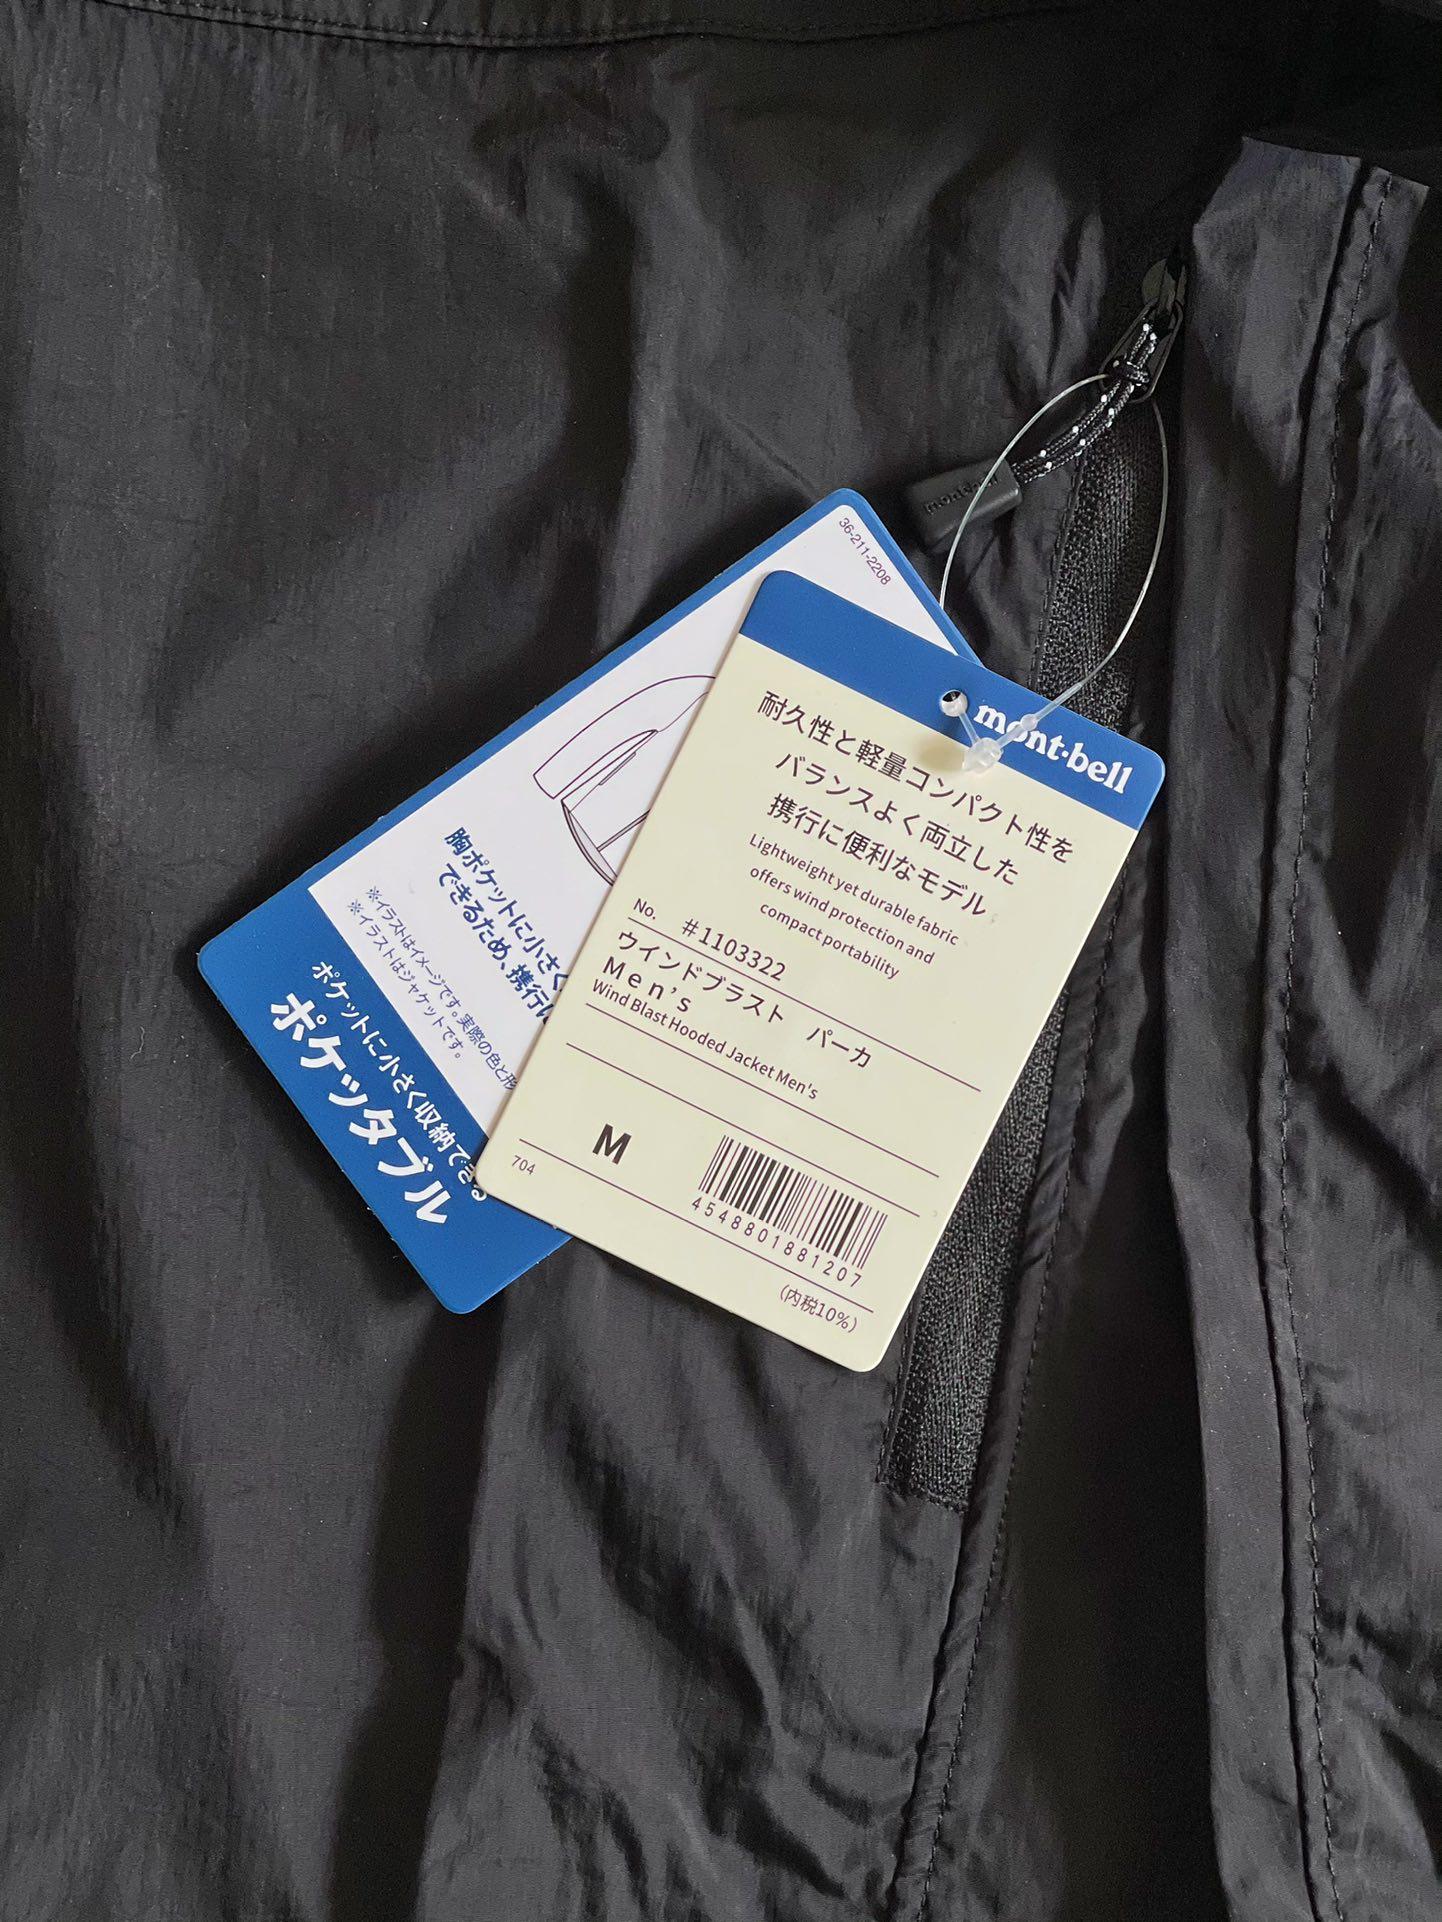 mont-bell
耐久性と軽量コンパクト性を
バランスよく両立した
携行に便利なモデル
Lightweight yet durable fabric
offers wind protection and
compact portability
No. #1103322
ウインドブラスト パーカ
Men's
Wind Blast Hooded Jacket Men's
M
704
4548801881207
(内税10%)
36-211-2208
胸ポケットに小さく
できるため、携行に
※イラストはイメージです。実際の色と形
※イラストはジャケットです。
ポケットに小さく収納できる
ポケッタブル
montbell